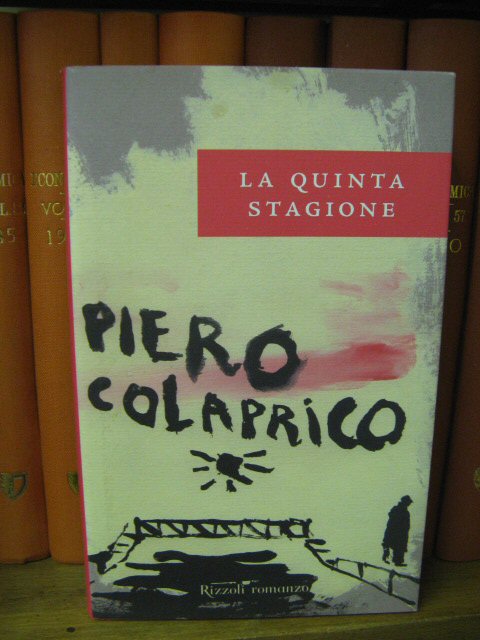 LA QUINTA
STAGIONE
PIERO
COLAPRICO
Rizzoli romanzo